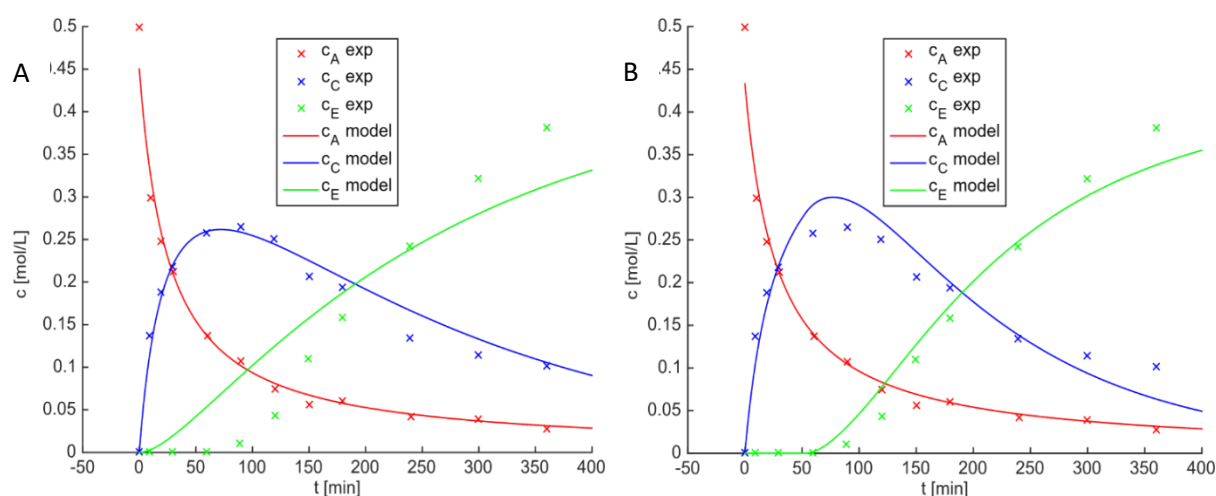 A
c [mol/L]
0.5
0.45
0.4
0.35
0.3
0.25
0.2
0.15
0.1
0.05
0
-50
0
50
100
150
200
250
300
350
400
t [min]
c_A exp
c_C exp
c_E exp
c_A model
c_C model
c_E model
B
c [mol/L]
0.5
.45
0.4
0.35
0.3
0.25
0.2
0.15
0.1
0.05
0
-50
0
50
100
150
200
250
300
350
400
t [min]
c_A exp
c_C exp
c_E exp
c_A model
c_C model
c_E model